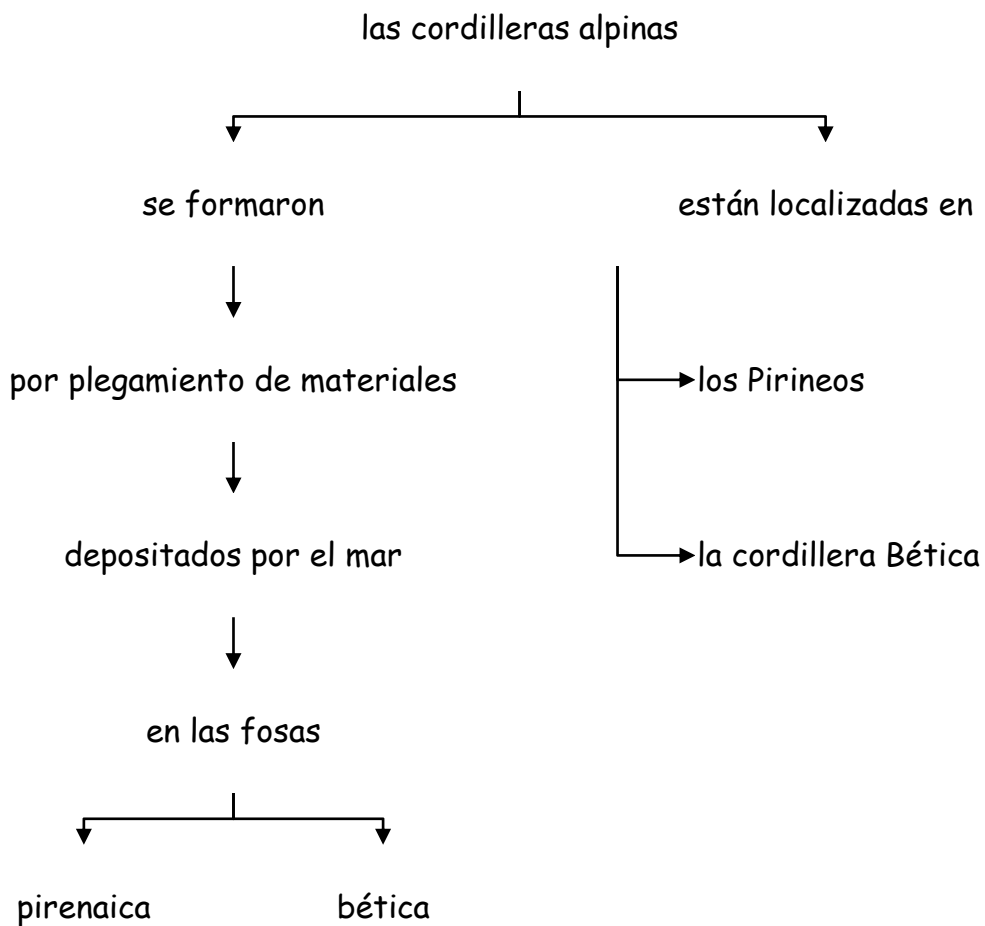 las cordilleras alpinas
se formaron
están localizadas en
por plegamiento de materiales
los Pirineos
depositados por el mar
la cordillera Bética
en las fosas
pirenaica
bética